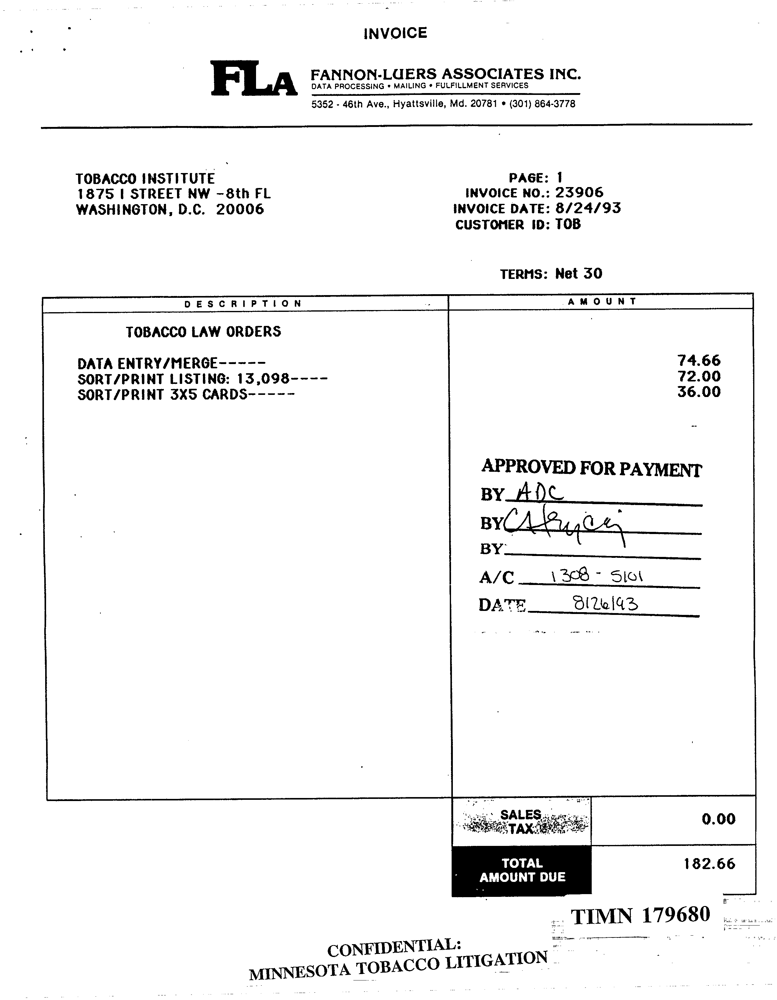 INVOICE
FLA
FANNON-LUERS ASSOCIATES INC.
DATA PROCESSING • MAILING • FULFILLMENT SERVICES
5352 - 46th Ave., Hyattsville, Md. 20781 • (301) 864-3778
TOBACCO INSTITUTE
1875 I STREET NW -8th FL
WASHINGTON, D.C. 20006
PAGE: 1
INVOICE NO.: 23906
INVOICE DATE: 8/24/93
CUSTOMER ID: TOB
TERMS: Net 30
DESCRIPTION AMOUNT
TOBACCO LAW ORDERS
DATA ENTRY/MERGE----- 74.66
SORT/PRINT LISTING: 13,098---- 72.00
SORT/PRINT 3X5 CARDS----- 36.00
APPROVED FOR PAYMENT
BY ADC
BY
BY:
A/C 1308 - 5101
DATE 8/26/93
SALES TAX 0.00
TOTAL AMOUNT DUE 182.66
TIMN 179680
CONFIDENTIAL:
MINNESOTA TOBACCO LITIGATION